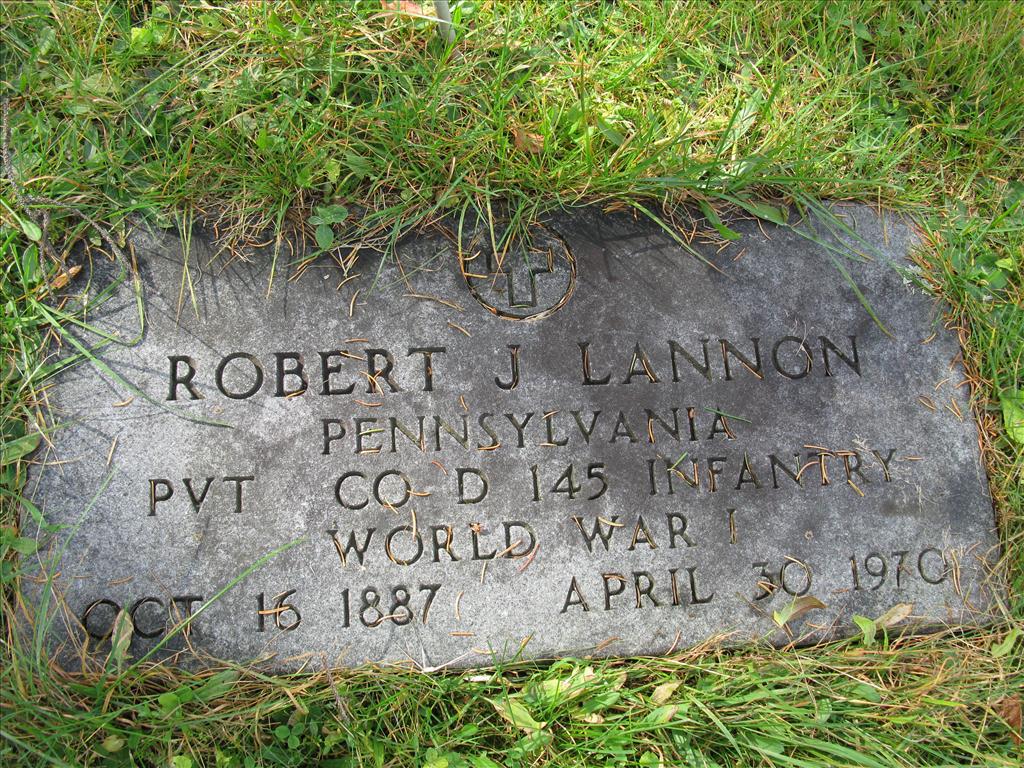 ROBERT J LANNON
PENNSYLVANIA
PVT CO D 145 INFANTRY
WORLD WAR I
OCT 16 1887 APRIL 30 1970